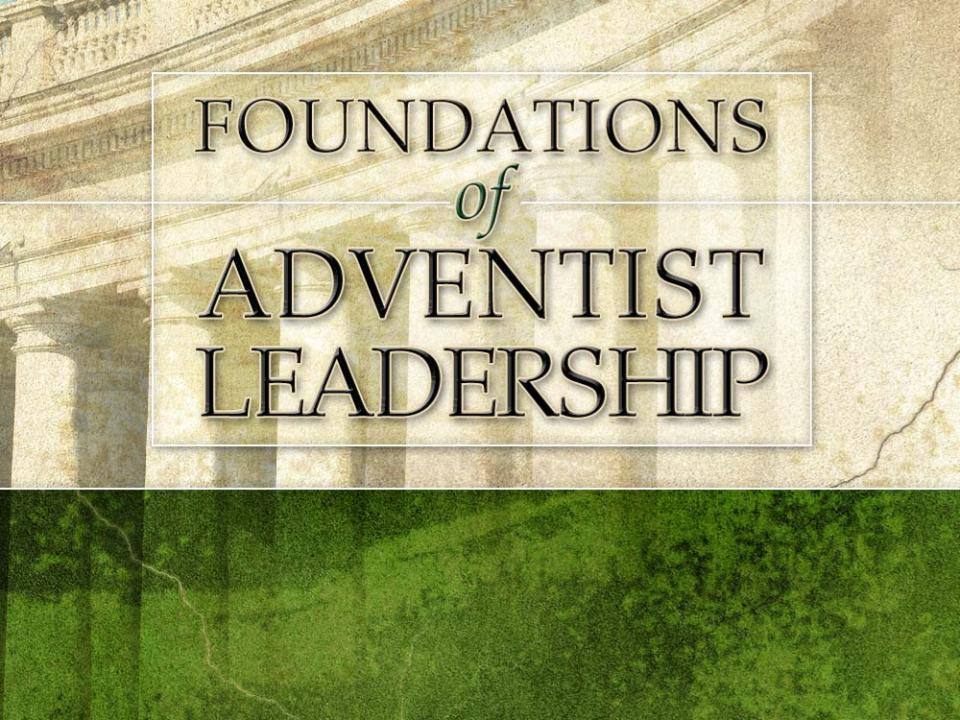 FOUNDATIONS
of
ADVENTIST
LEADERSHIP